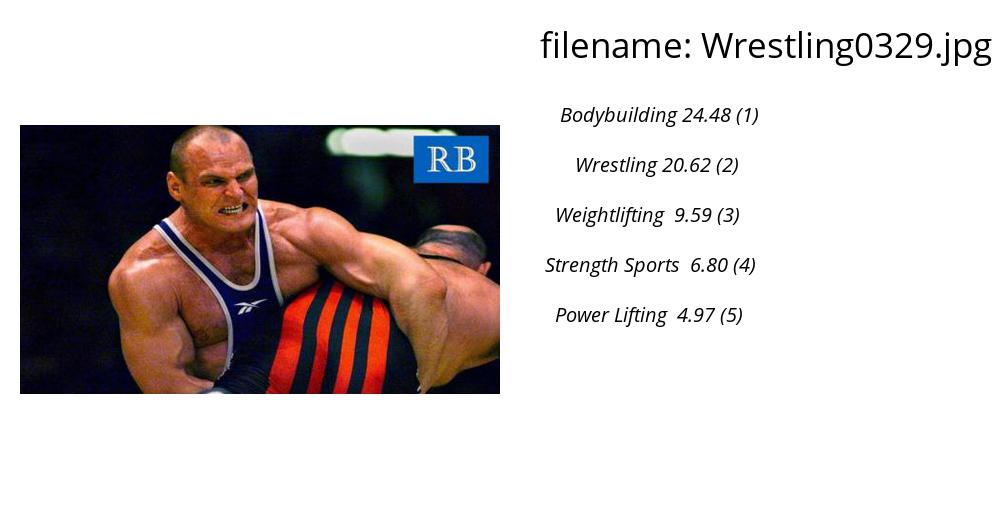 filename: Wrestling0329.jpg
RB
Bodybuilding 24.48 (1)
Wrestling 20.62 (2)
Weightlifting 9.59 (3)
Strength Sports 6.80 (4)
Power Lifting 4.97 (5)